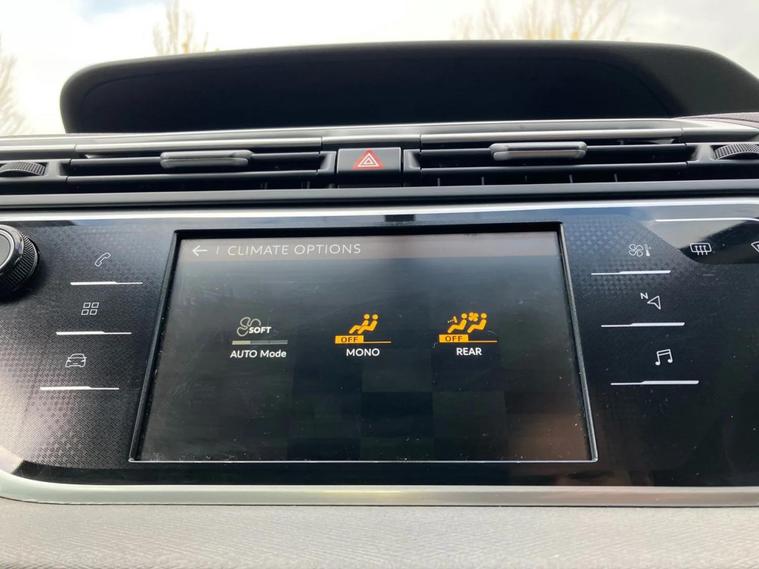 CLIMATE OPTIONS
SOFT
AUTO Mode
OFF
MONO
OFF
REAR
N